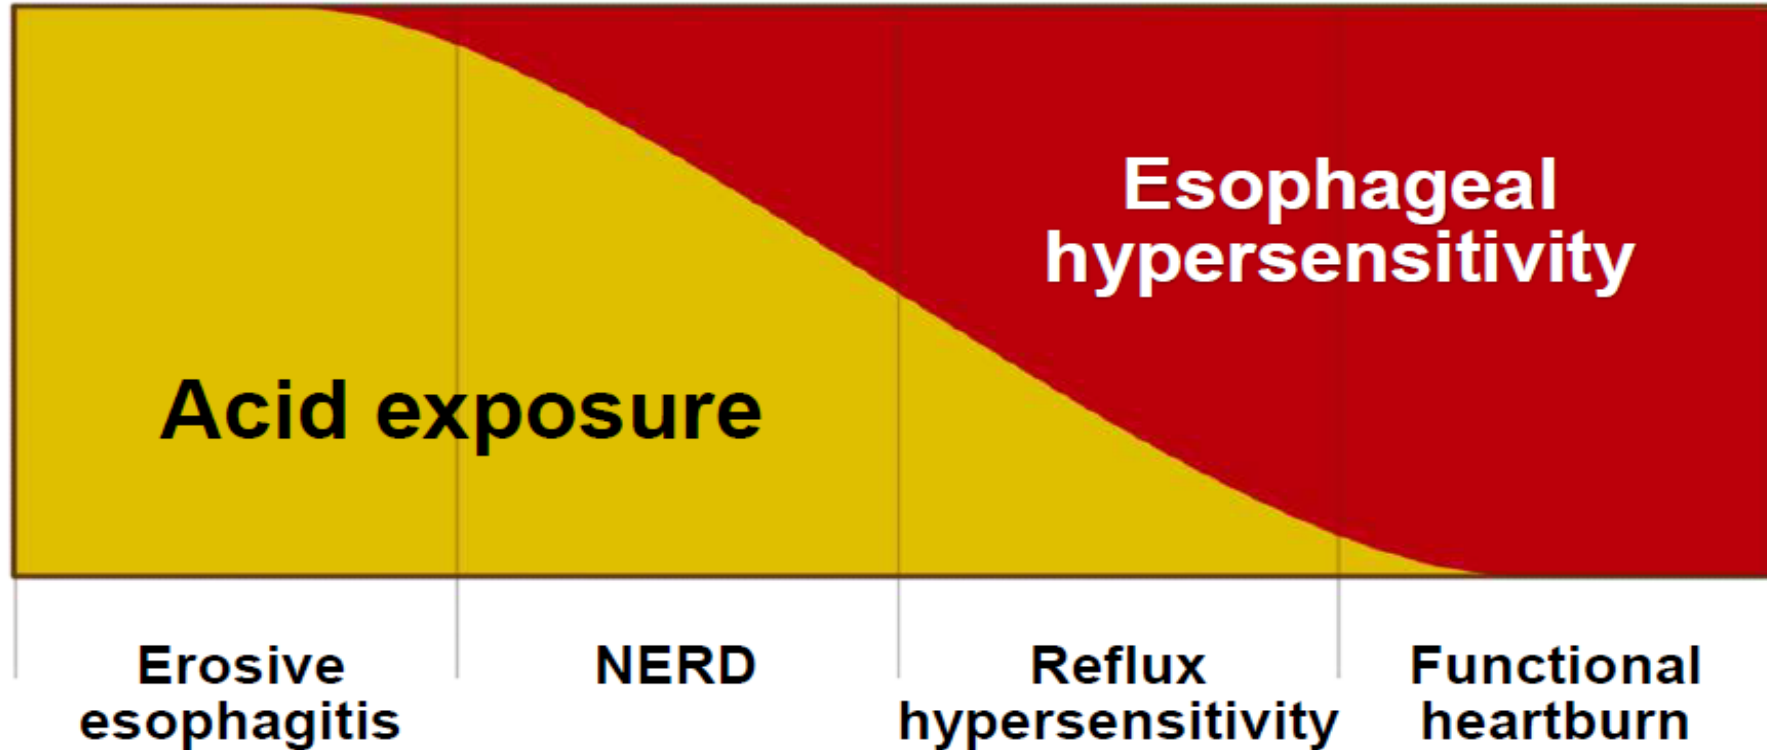 Esophageal
hypersensitivity
Acid exposure
Erosive
esophagitis
NERD
Reflux
hypersensitivity
Functional
heartburn